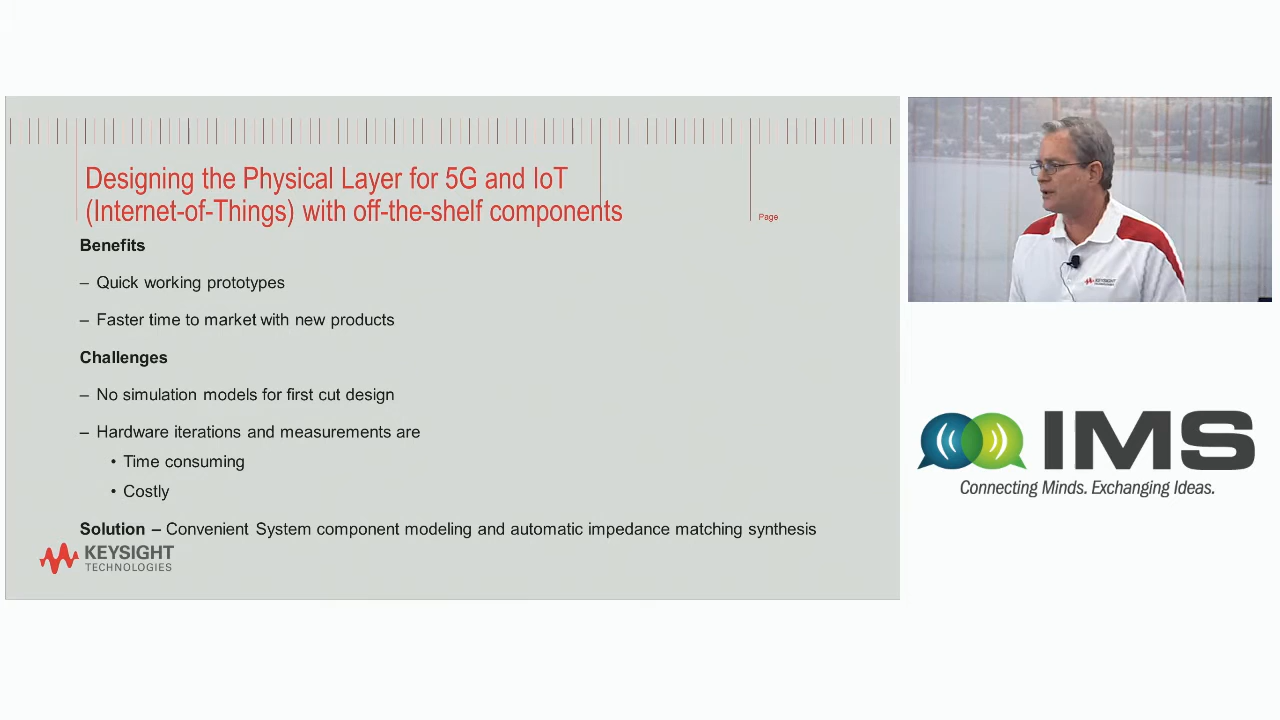 Designing the Physical Layer for 5G and IoT
(Internet-of-Things) with off-the-shelf components
Page
Benefits
– Quick working prototypes
– Faster time to market with new products
Challenges
– No simulation models for first cut design
– Hardware iterations and measurements are
• Time consuming
• Costly
Solution – Convenient System component modeling and automatic impedance matching synthesis
KEYSIGHT
TECHNOLOGIES
KEYSIGHT
TECHNOLOGIES
IMS
Connecting Minds. Exchanging Ideas.